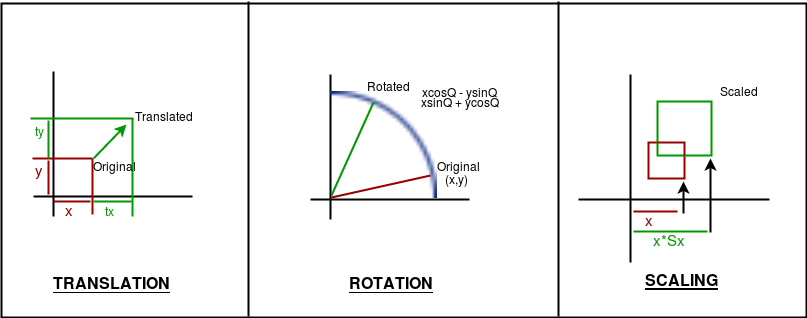 Translated
ty
Original
y
x
tx
TRANSLATION
Rotated
xcosQ - ysinQ
xsinQ + ycosQ
Original
(x,y)
ROTATION
Scaled
x
x*Sx
SCALING